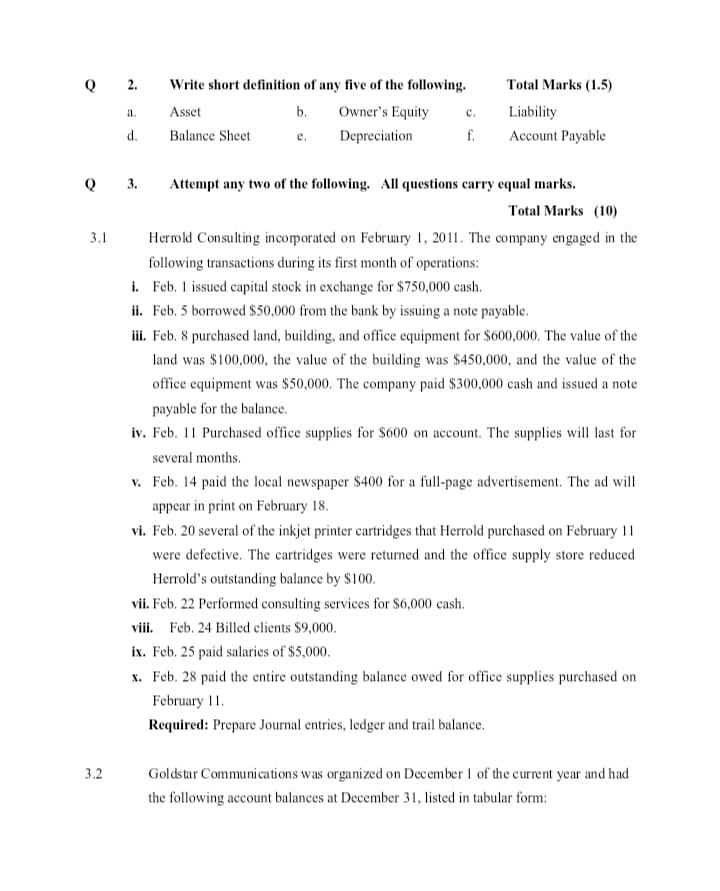 Q 2. Write short definition of any five of the following. Total Marks (1.5)
a. Asset b. Owner's Equity c. Liability
d. Balance Sheet e. Depreciation f. Account Payable
Q 3. Attempt any two of the following. All questions carry equal marks.
Total Marks (10)
3.1 Herrold Consulting incorporated on February 1, 2011. The company engaged in the
following transactions during its first month of operations:
i. Feb. 1 issued capital stock in exchange for $750,000 cash.
ii. Feb. 5 borrowed $50,000 from the bank by issuing a note payable.
iii. Feb. 8 purchased land, building, and office equipment for $600,000. The value of the
land was $100,000, the value of the building was $450,000, and the value of the
office equipment was $50,000. The company paid $300,000 cash and issued a note
payable for the balance.
iv. Feb. 11 Purchased office supplies for $600 on account. The supplies will last for
several months.
v. Feb. 14 paid the local newspaper $400 for a full-page advertisement. The ad will
appear in print on February 18.
vi. Feb. 20 several of the inkjet printer cartridges that Herrold purchased on February 11
were defective. The cartridges were returned and the office supply store reduced
Herrold's outstanding balance by $100.
vii. Feb. 22 Performed consulting services for $6,000 cash.
viii. Feb. 24 Billed clients $9,000.
ix. Feb. 25 paid salaries of $5,000.
x. Feb. 28 paid the entire outstanding balance owed for office supplies purchased on
February 11.
Required: Prepare Journal entries, ledger and trail balance.
3.2 Goldstar Communications was organized on December 1 of the current year and had
the following account balances at December 31, listed in tabular form: